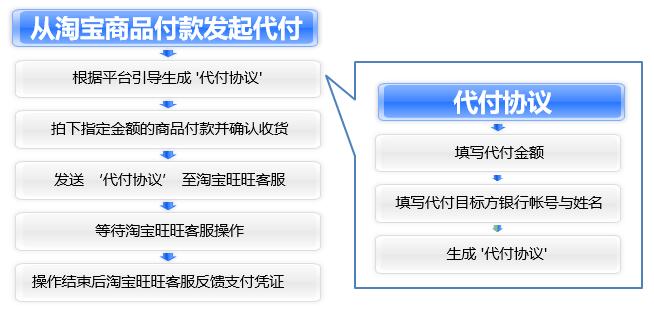 从淘宝商品付款发起代付
根据平台引导生成 '代付协议'
拍下指定金额的商品付款并确认收货
发送 ‘代付协议’ 至淘宝旺旺客服
等待淘宝旺旺客服操作
操作结束后淘宝旺旺客服反馈支付凭证
代付协议
填写代付金额
填写代付目标方银行帐号与姓名
生成 '代付协议'